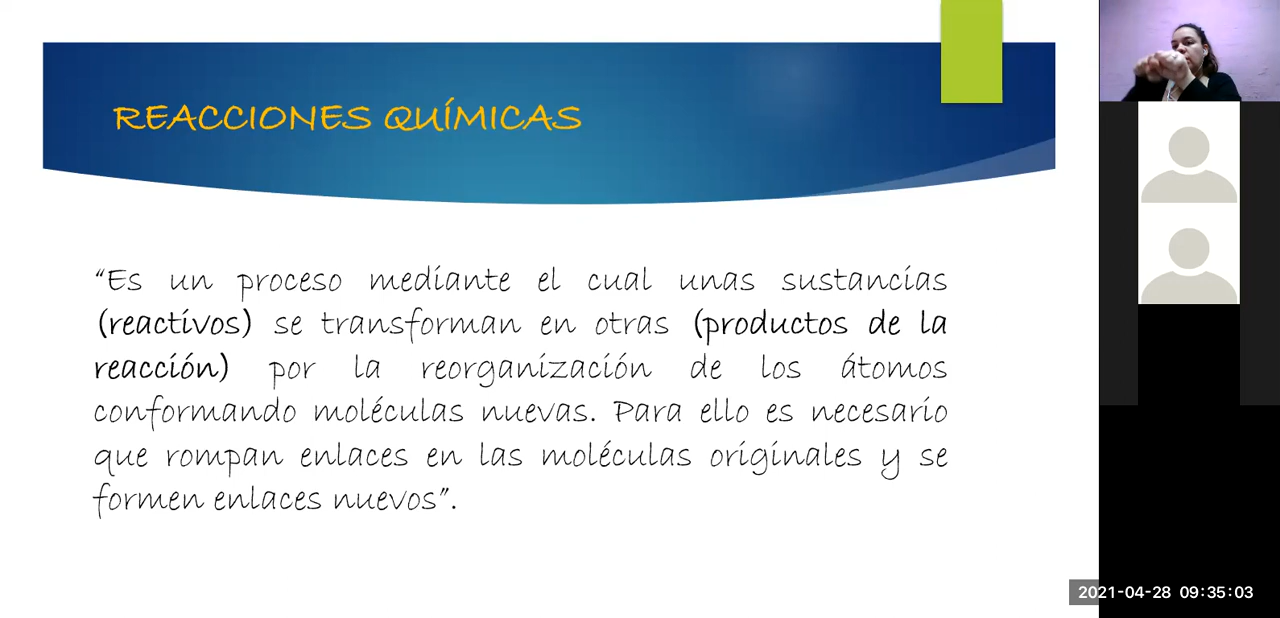 REACCIONES QUÍMICAS
“Es un proceso mediante el cual unas sustancias
(reactivos) se transforman en otras (productos de la
reacción) por la reorganización de los átomos
conformando moléculas nuevas. Para ello es necesario
que rompan enlaces en las moléculas originales y se
formen enlaces nuevos”.
2021-04-28 09:35:03